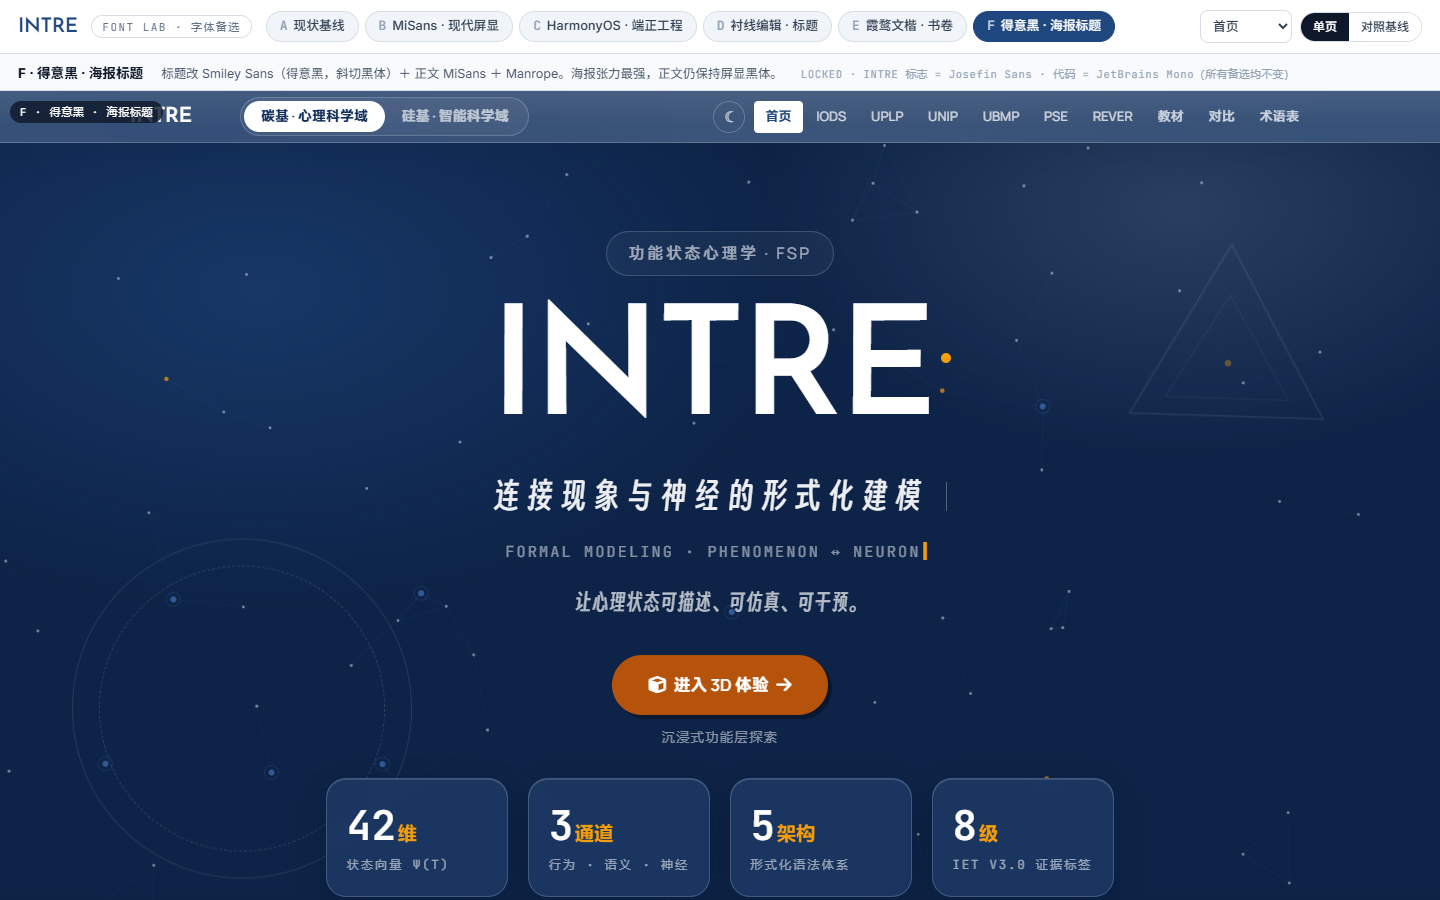 INTRE FONT LAB · 字体备选 A 现状基线 B MiSans · 现代屏显 C HarmonyOS · 端正工程 D 衬线编辑 · 标题 E 霞鹜文楷 · 书卷 F 得意黑 · 海报标题 首页 单页 对照基线
F · 得意黑 · 海报标题 标题改 Smiley Sans（得意黑，斜切黑体）＋ 正文 MiSans ＋ Manrope。海报张力最强，正文仍保持屏显黑体。 LOCKED · INTRE 标志 = Josefin Sans · 代码 = JetBrains Mono (所有备选均不变)
F · 得意黑 · 海报标题 TRE 碳基 · 心理科学域 硅基 · 智能科学域 首页 IODS UPLP UNIP UBMP PSE REVER 教材 对比 术语表
功能状态心理学 · FSP
INTRE
连接现象与神经的形式化建模
FORMAL MODELING · PHENOMENON ↔ NEURON
让心理状态可描述、可仿真、可干预。
进入 3D 体验 →
沉浸式功能层探索
42维 3通道 5架构 8级
状态向量 Ψ(T) 行为 · 语义 · 神经 形式化语法体系 IET V3.0 证据标签